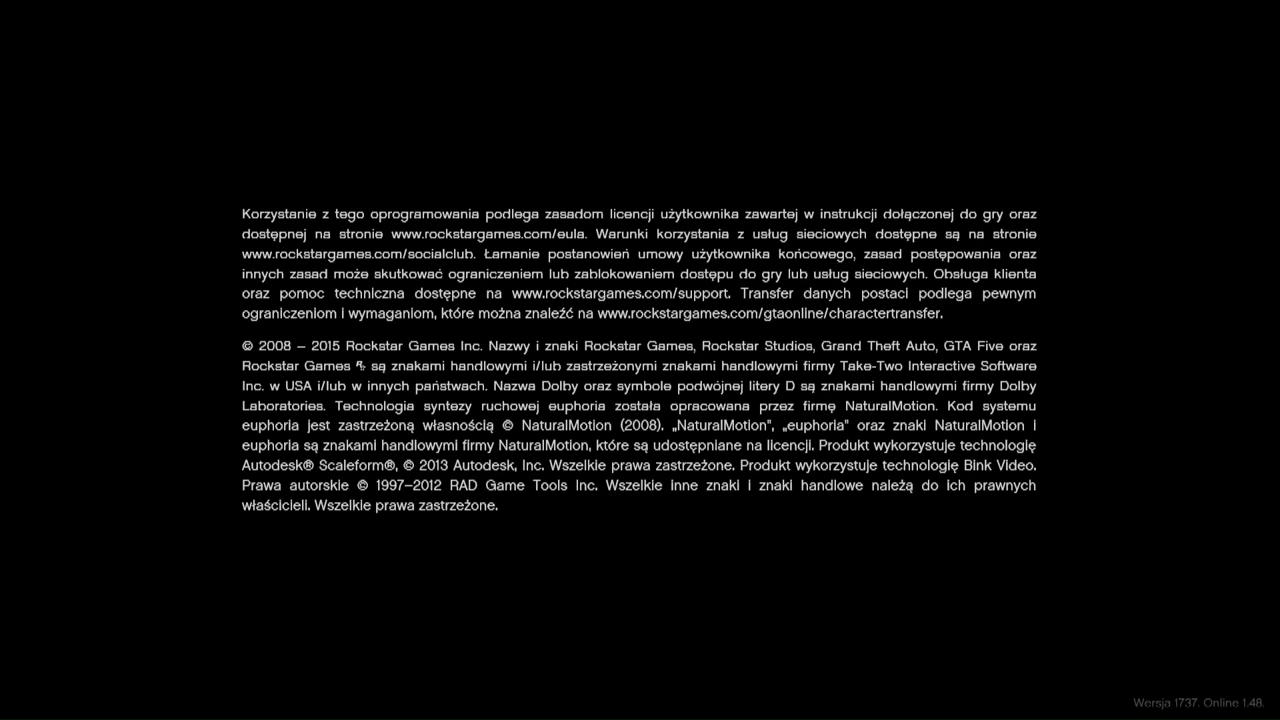 Korzystanie z tego oprogramowania podlega zasadom licencji użytkownika zawartej w instrukcji dołączonej do gry oraz
dostępnej na stronie www.rockstargames.com/eula. Warunki korzystania z usług sieciowych dostępne są na stronie
www.rockstargames.com/socialclub. Łamanie postanowień umowy użytkownika końcowego, zasad postępowania oraz
innych zasad może skutkować ograniczeniem lub zablokowaniem dostępu do gry lub usług sieciowych. Obsługa klienta
oraz pomoc techniczna dostępne na www.rockstargames.com/support. Transfer danych postaci podlega pewnym
ograniczeniom i wymaganiom, które można znaleźć na www.rockstargames.com/gtaonline/charactertransfer.
© 2008 – 2015 Rockstar Games Inc. Nazwy i znaki Rockstar Games, Rockstar Studios, Grand Theft Auto, GTA Five oraz
Rockstar Games R* są znakami handlowymi i/lub zastrzeżonymi znakami handlowymi firmy Take-Two Interactive Software
Inc. w USA i/lub w innych państwach. Nazwa Dolby oraz symbole podwójnej litery D są znakami handlowymi firmy Dolby
Laboratories. Technologia syntezy ruchowej euphoria została opracowana przez firmę NaturalMotion. Kod systemu
euphoria jest zastrzeżoną własnością © NaturalMotion (2008). „NaturalMotion", „euphoria" oraz znaki NaturalMotion i
euphoria są znakami handlowymi firmy NaturalMotion, które są udostępniane na licencji. Produkt wykorzystuje technologię
Autodesk® Scaleform®, © 2013 Autodesk, Inc. Wszelkie prawa zastrzeżone. Produkt wykorzystuje technologię Bink Video.
Prawa autorskie © 1997–2012 RAD Game Tools Inc. Wszelkie inne znaki i znaki handlowe należą do ich prawnych
właścicieli. Wszelkie prawa zastrzeżone.
Wersja 1737. Online 1.48.